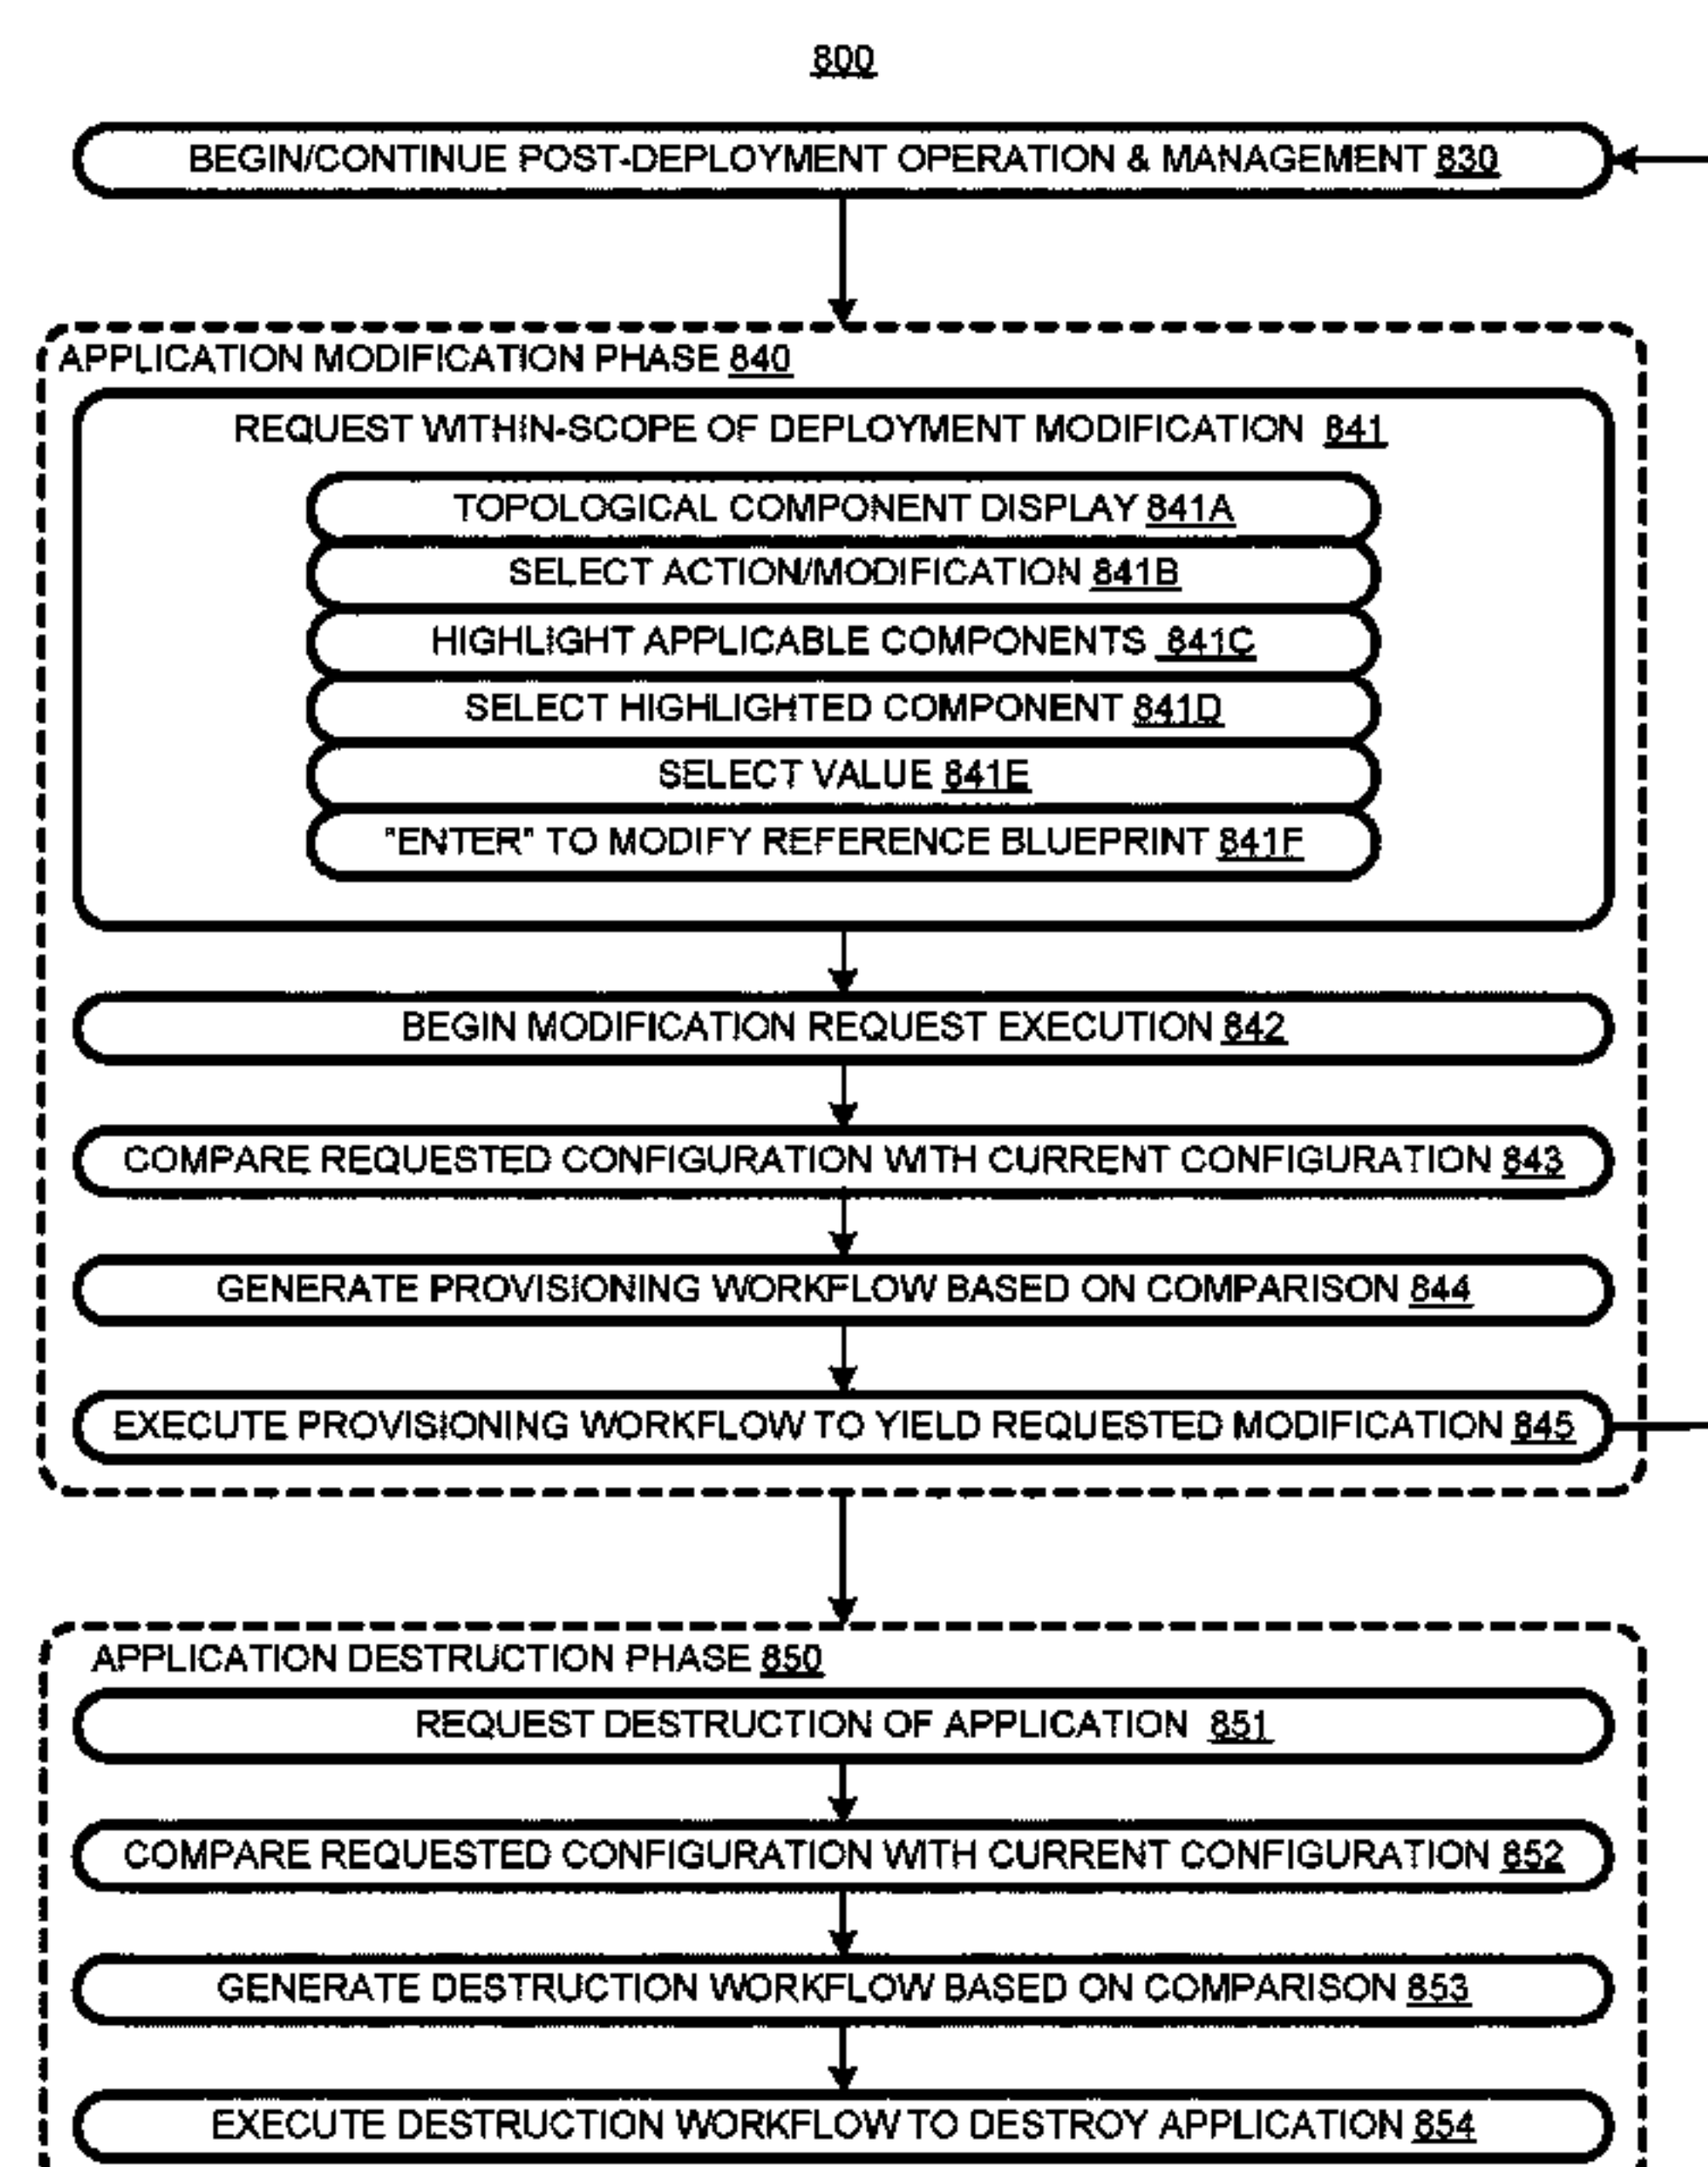 800
BEGIN/CONTINUE POST-DEPLOYMENT OPERATION & MANAGEMENT 830
APPLICATION MODIFICATION PHASE 840
REQUEST WITHIN-SCOPE OF DEPLOYMENT MODIFICATION 841
TOPOLOGICAL COMPONENT DISPLAY 841A
SELECT ACTION/MODIFICATION 841B
HIGHLIGHT APPLICABLE COMPONENTS 841C
SELECT HIGHLIGHTED COMPONENT 841D
SELECT VALUE 841E
"ENTER" TO MODIFY REFERENCE BLUEPRINT 841F
BEGIN MODIFICATION REQUEST EXECUTION 842
COMPARE REQUESTED CONFIGURATION WITH CURRENT CONFIGURATION 843
GENERATE PROVISIONING WORKFLOW BASED ON COMPARISON 844
EXECUTE PROVISIONING WORKFLOW TO YIELD REQUESTED MODIFICATION 845
APPLICATION DESTRUCTION PHASE 850
REQUEST DESTRUCTION OF APPLICATION 851
COMPARE REQUESTED CONFIGURATION WITH CURRENT CONFIGURATION 852
GENERATE DESTRUCTION WORKFLOW BASED ON COMPARISON 853
EXECUTE DESTRUCTION WORKFLOW TO DESTROY APPLICATION 854